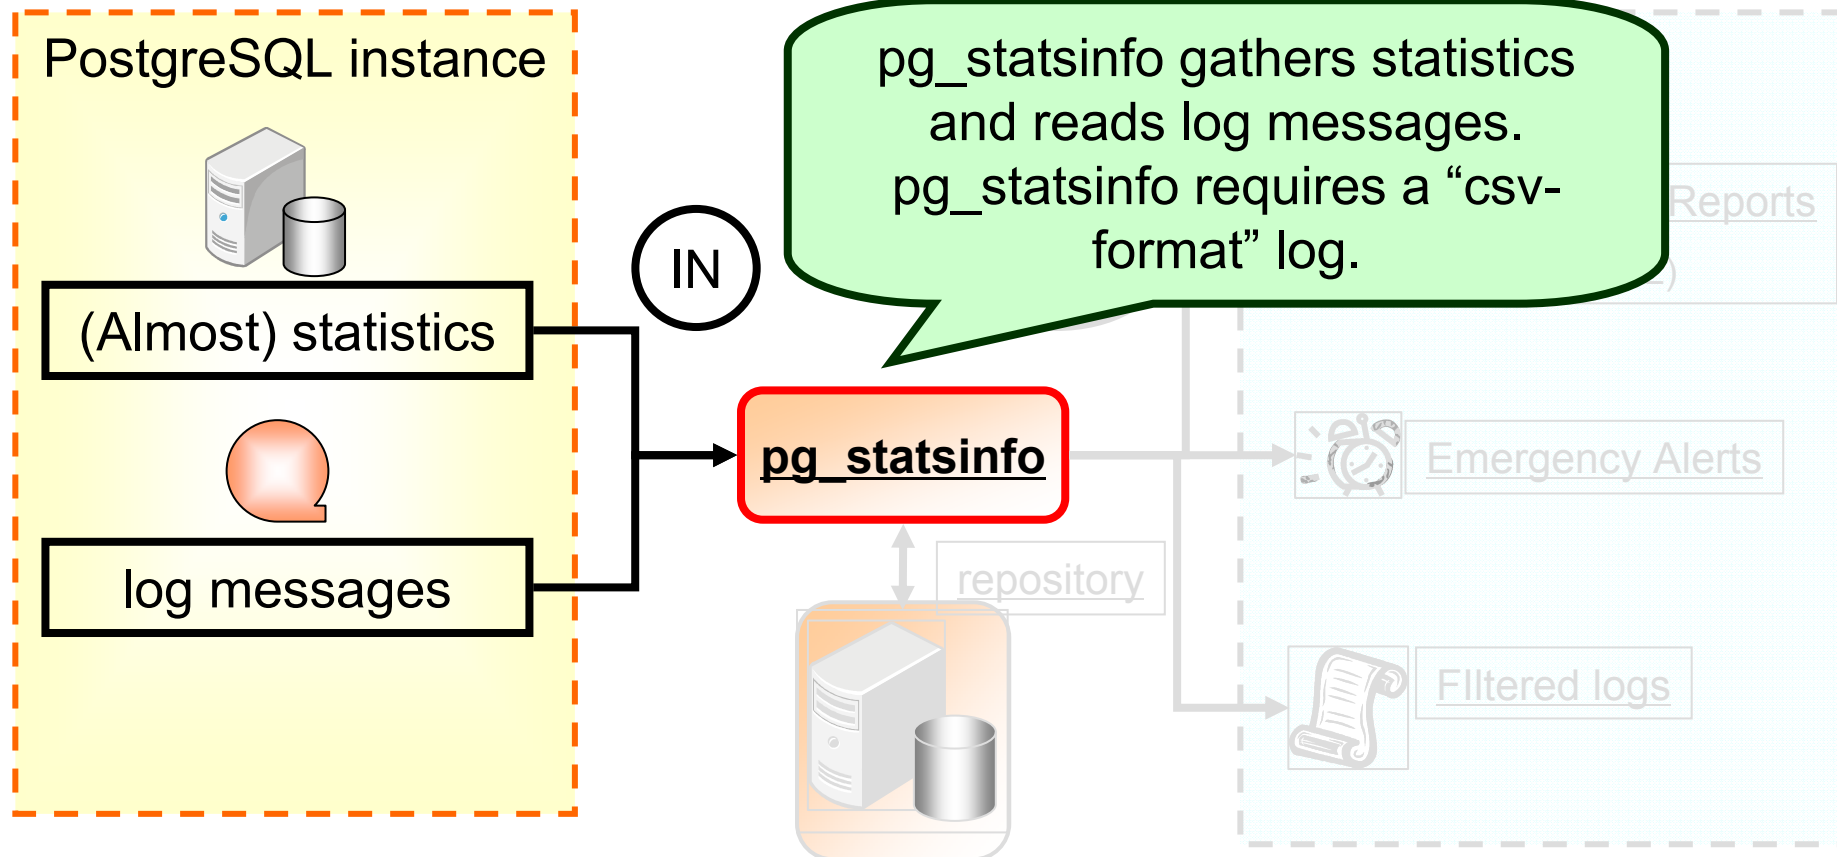 PostgreSQL instance
pg_statsinfo gathers statistics
and reads log messages.
pg_statsinfo requires a “csv-
format” log.
Reports
IN
(Almost) statistics
pg_statsinfo
Emergency Alerts
log messages
repository
FIltered logs